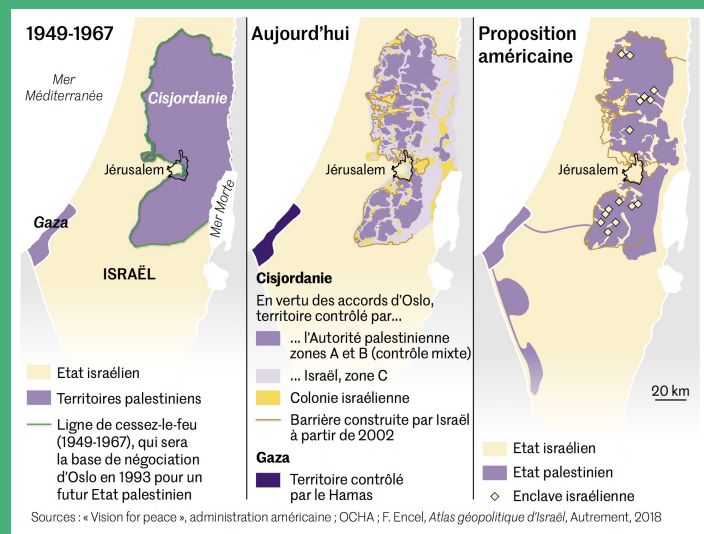 1949-1967
Mer
Méditerranée
Cisjordanie
Jérusalem
Mer Morte
Gaza
ISRAËL
Etat israélien
Territoires palestiniens
Ligne de cessez-le-feu
(1949-1967), qui sera
la base de négociation
d'Oslo en 1993 pour un
futur Etat palestinien
Aujourd'hui
Jérusalem
Cisjordanie
En vertu des accords d'Oslo,
territoire contrôlé par...
... l'Autorité palestinienne
zones A et B (contrôle mixte)
... Israël, zone C
Colonie israélienne
Barrière construite par Israël
à partir de 2002
Gaza
Territoire contrôlé
par le Hamas
Proposition
américaine
Jérusalem
20 km
Etat israélien
Etat palestinien
Enclave israélienne
Sources : « Vision for peace », administration américaine ; OCHA ; F. Encel, Atlas géopolitique d'Israël, Autrement, 2018